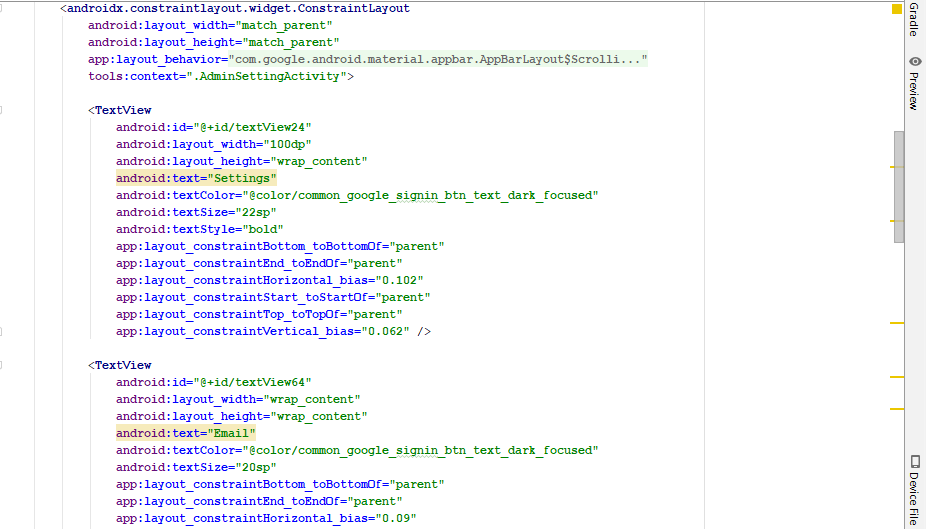 <androidx.constraintlayout.widget.ConstraintLayout
android:layout_width="match_parent"
android:layout_height="match_parent"
app:layout_behavior="com.google.android.material.appbar.AppBarLayout$Scrolli..."
tools:context=".AdminSettingActivity">
<TextView
android:id="@+id/textView24"
android:layout_width="100dp"
android:layout_height="wrap_content"
android:text="Settings"
android:textColor="@color/common_google_signin_btn_text_dark_focused"
android:textSize="22sp"
android:textStyle="bold"
app:layout_constraintBottom_toBottomOf="parent"
app:layout_constraintEnd_toEndOf="parent"
app:layout_constraintHorizontal_bias="0.102"
app:layout_constraintStart_toStartOf="parent"
app:layout_constraintTop_toTopOf="parent"
app:layout_constraintVertical_bias="0.062" />
<TextView
android:id="@+id/textView64"
android:layout_width="wrap_content"
android:layout_height="wrap_content"
android:text="Email"
android:textColor="@color/common_google_signin_btn_text_dark_focused"
android:textSize="20sp"
app:layout_constraintBottom_toBottomOf="parent"
app:layout_constraintEnd_toEndOf="parent"
app:layout_constraintHorizontal_bias="0.09"
Gradle
Preview
Device File